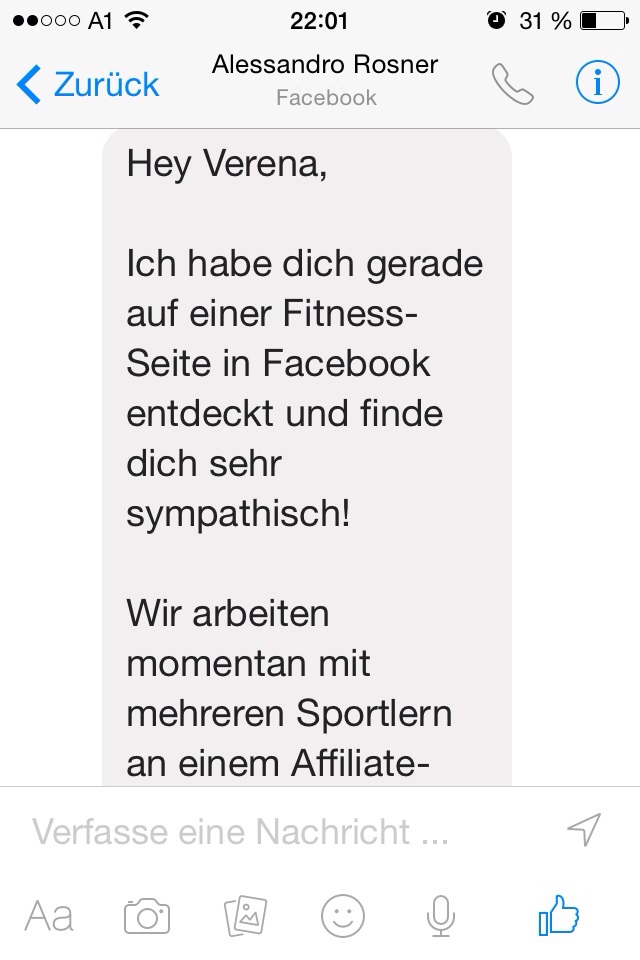 A1 22:01 31 %
Zurück Alessandro Rosner
Facebook
Hey Verena,
Ich habe dich gerade
auf einer Fitness-
Seite in Facebook
entdeckt und finde
dich sehr
sympathisch!
Wir arbeiten
momentan mit
mehreren Sportlern
an einem Affiliate-
Verfasse eine Nachricht ...
Aa